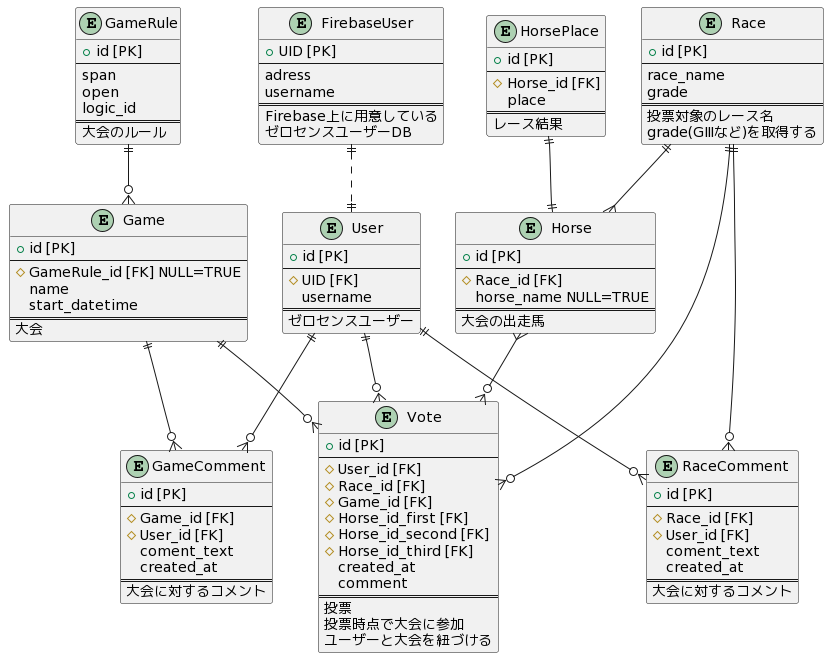 E GameRule
id [PK]
span
open
logic_id
大会のルール
E FirebaseUser
UID [PK]
adress
username
Firebase上に用意している
ゼロセンスユーザーDB
E HorsePlace
id [PK]
Horse_id [FK]
place
レース結果
E Race
id [PK]
race_name
grade
投票対象のレース名
grade(GⅢなど)を取得する
E Game
id [PK]
GameRule_id [FK] NULL=TRUE
name
start_datetime
大会
E User
id [PK]
UID [FK]
username
ゼロセンスユーザー
E Horse
id [PK]
Race_id [FK]
horse_name NULL=TRUE
大会の出走馬
E GameComment
id [PK]
Game_id [FK]
User_id [FK]
coment_text
created_at
大会に対するコメント
E Vote
id [PK]
User_id [FK]
Race_id [FK]
Game_id [FK]
Horse_id_first [FK]
Horse_id_second [FK]
Horse_id_third [FK]
created_at
comment
投票
投票時点で大会に参加
ユーザーと大会を紐づける
E RaceComment
id [PK]
Race_id [FK]
User_id [FK]
coment_text
created_at
大会に対するコメント